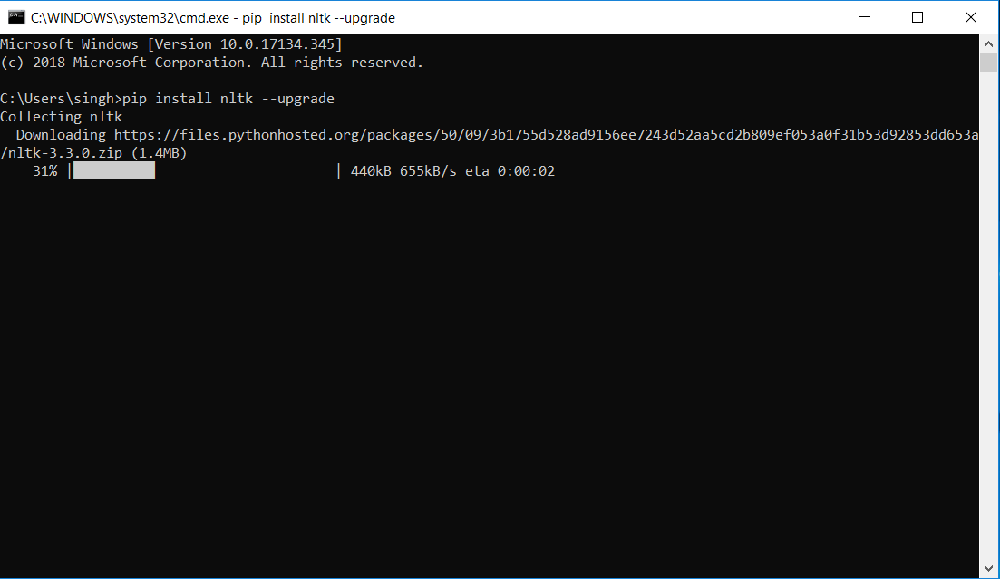 C:\WINDOWS\system32\cmd.exe - pip  install nltk --upgrade
Microsoft Windows [Version 10.0.17134.345]
(c) 2018 Microsoft Corporation. All rights reserved.
C:\Users\singh>pip install nltk --upgrade
Collecting nltk
  Downloading https://files.pythonhosted.org/packages/50/09/3b1755d528ad9156ee7243d52aa5cd2b809ef053a0f31b53d92853dd653a
/nltk-3.3.0.zip (1.4MB)
    31% |██████████                      | 440kB 655kB/s eta 0:00:02